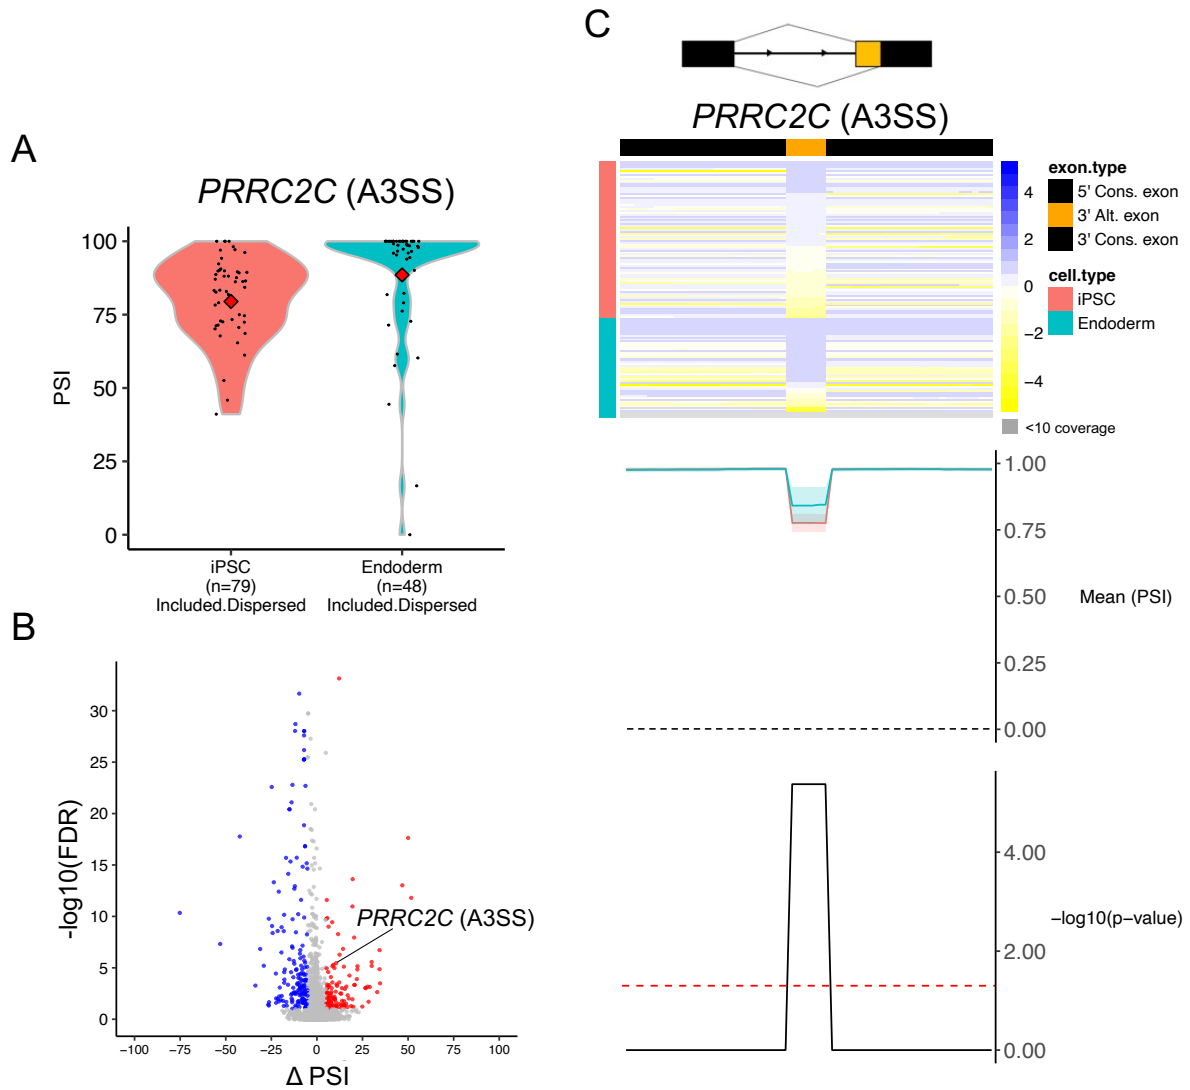 A
PRRC2C (A3SS)
PSI
100
75
50
25
0
iPSC
(n=79)
Included.Dispersed
Endoderm
(n=48)
Included.Dispersed
B
-log10(FDR)
30
25
20
15
10
5
0
PRRC2C (A3SS)
−100
−75
−50
−25
0
25
50
75
100
Δ PSI
C
PRRC2C (A3SS)
4
2
0
−2
−4
<10 coverage
exon.type
5' Cons. exon
3' Alt. exon
3' Cons. exon
cell.type
iPSC
Endoderm
1.00
0.75
0.50
0.25
0.00
Mean (PSI)
4.00
2.00
0.00
−log10(p−value)